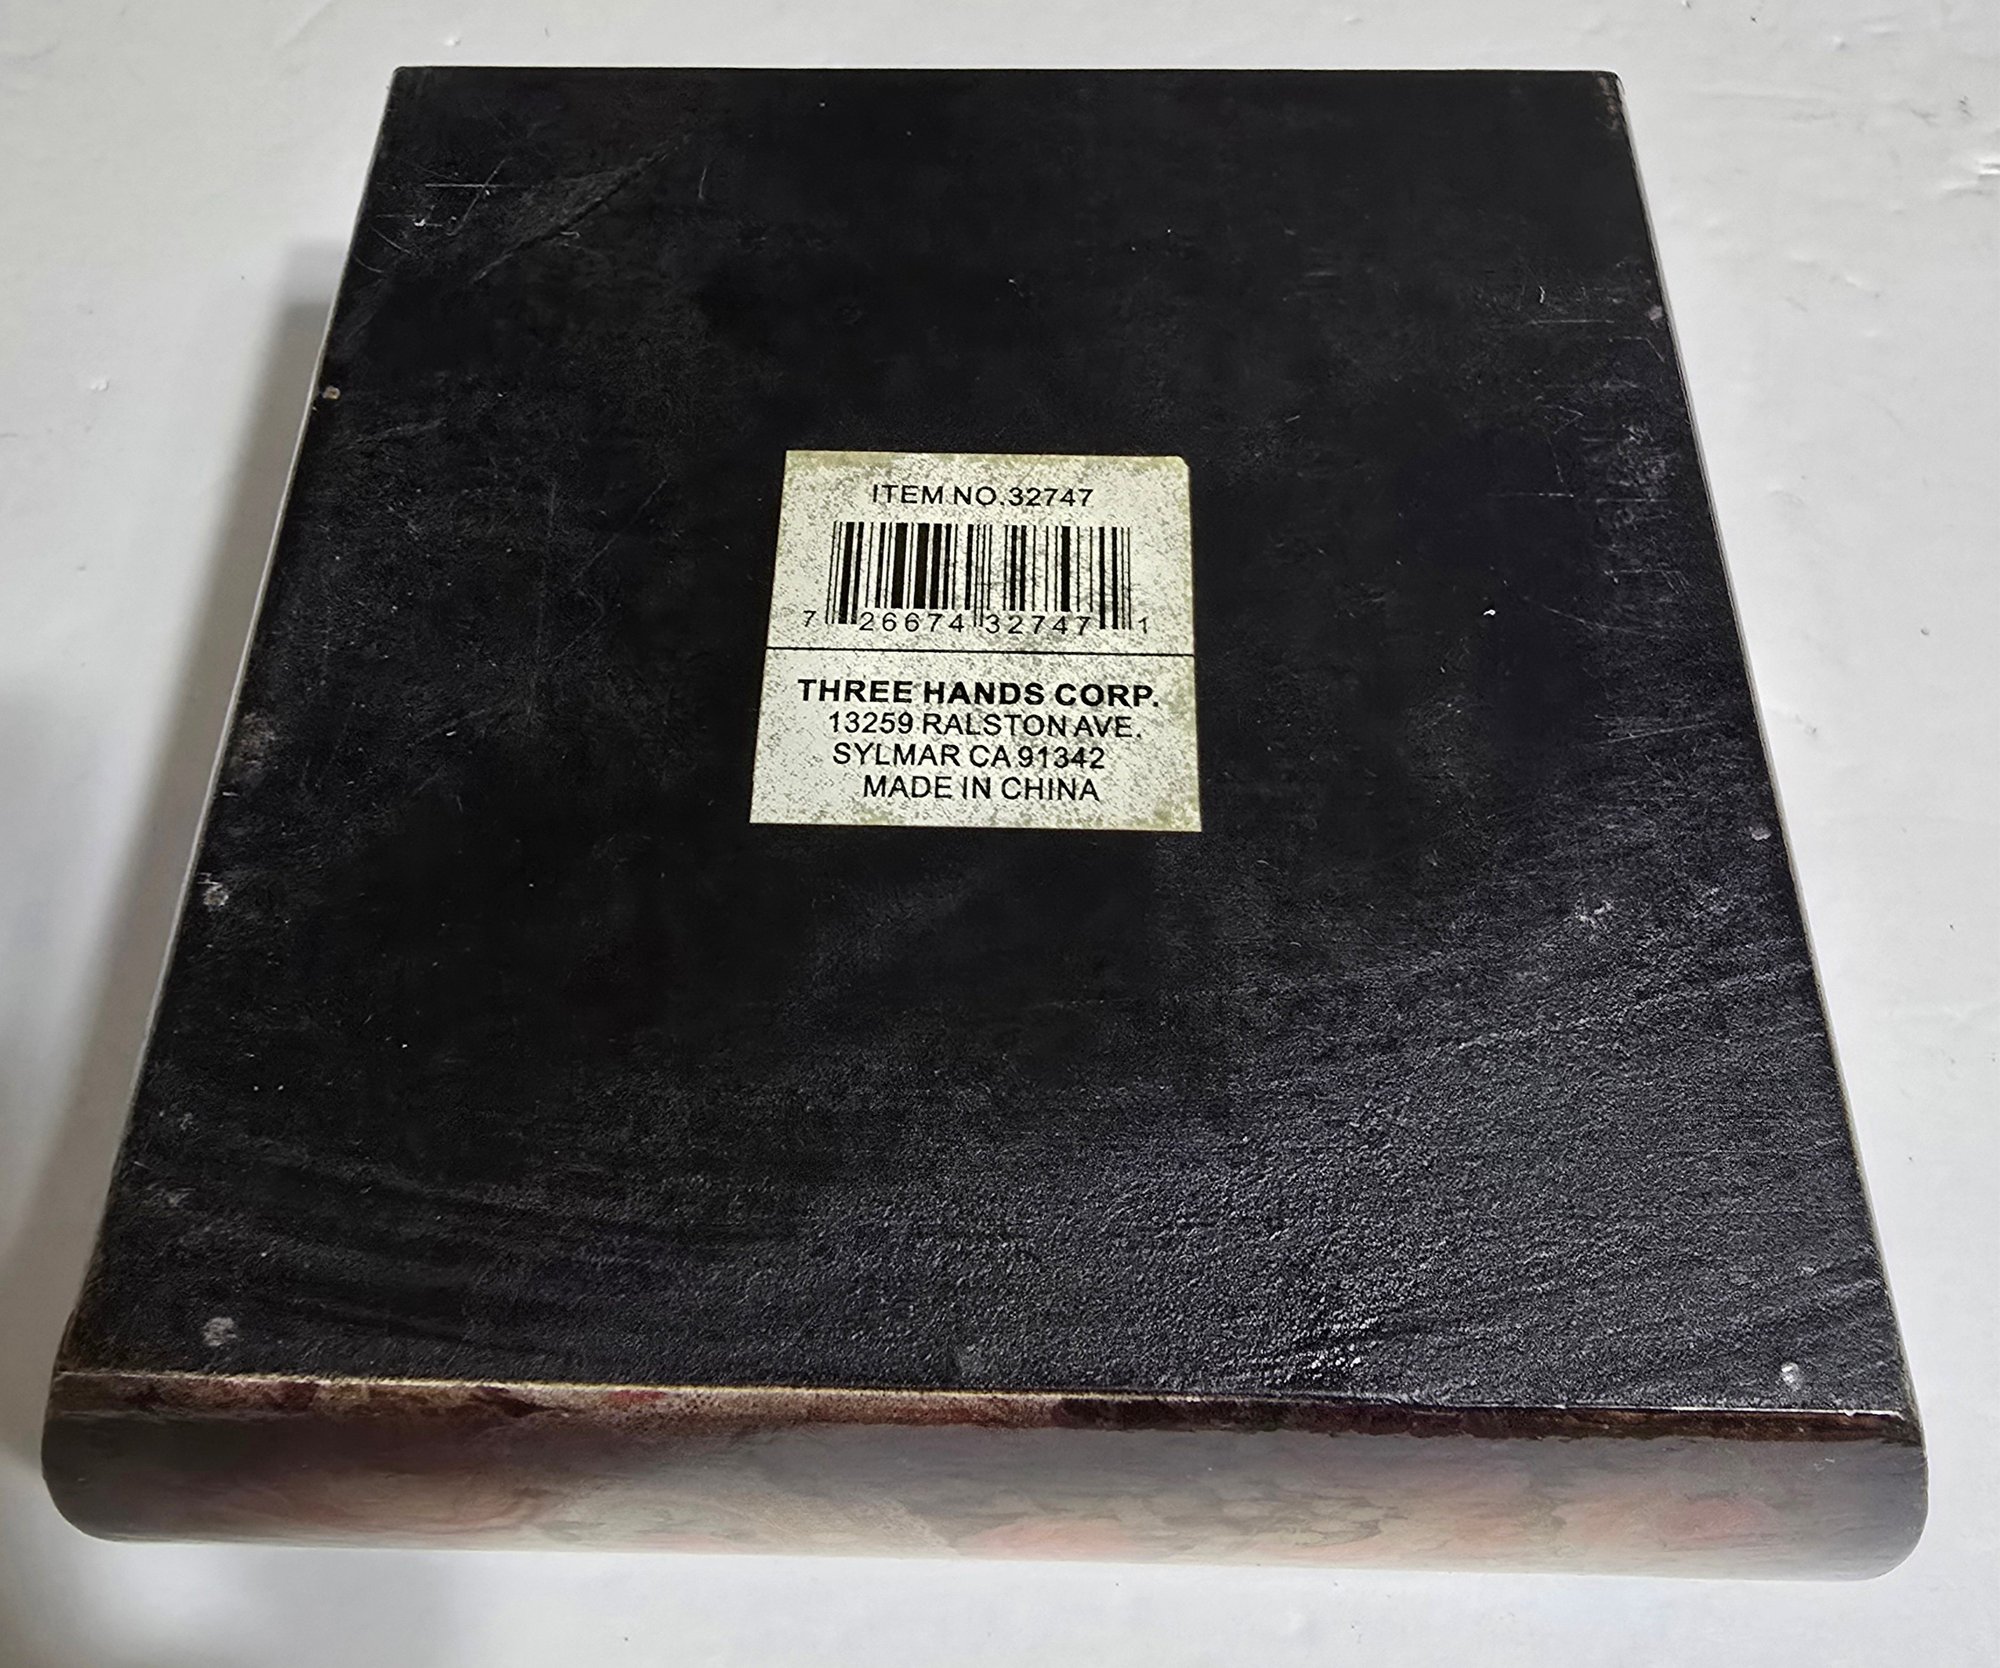 ITEM NO.32747
7 26674 32747 1
THREE HANDS CORP.
13259 RALSTON AVE.
SYLMAR CA 91342
MADE IN CHINA